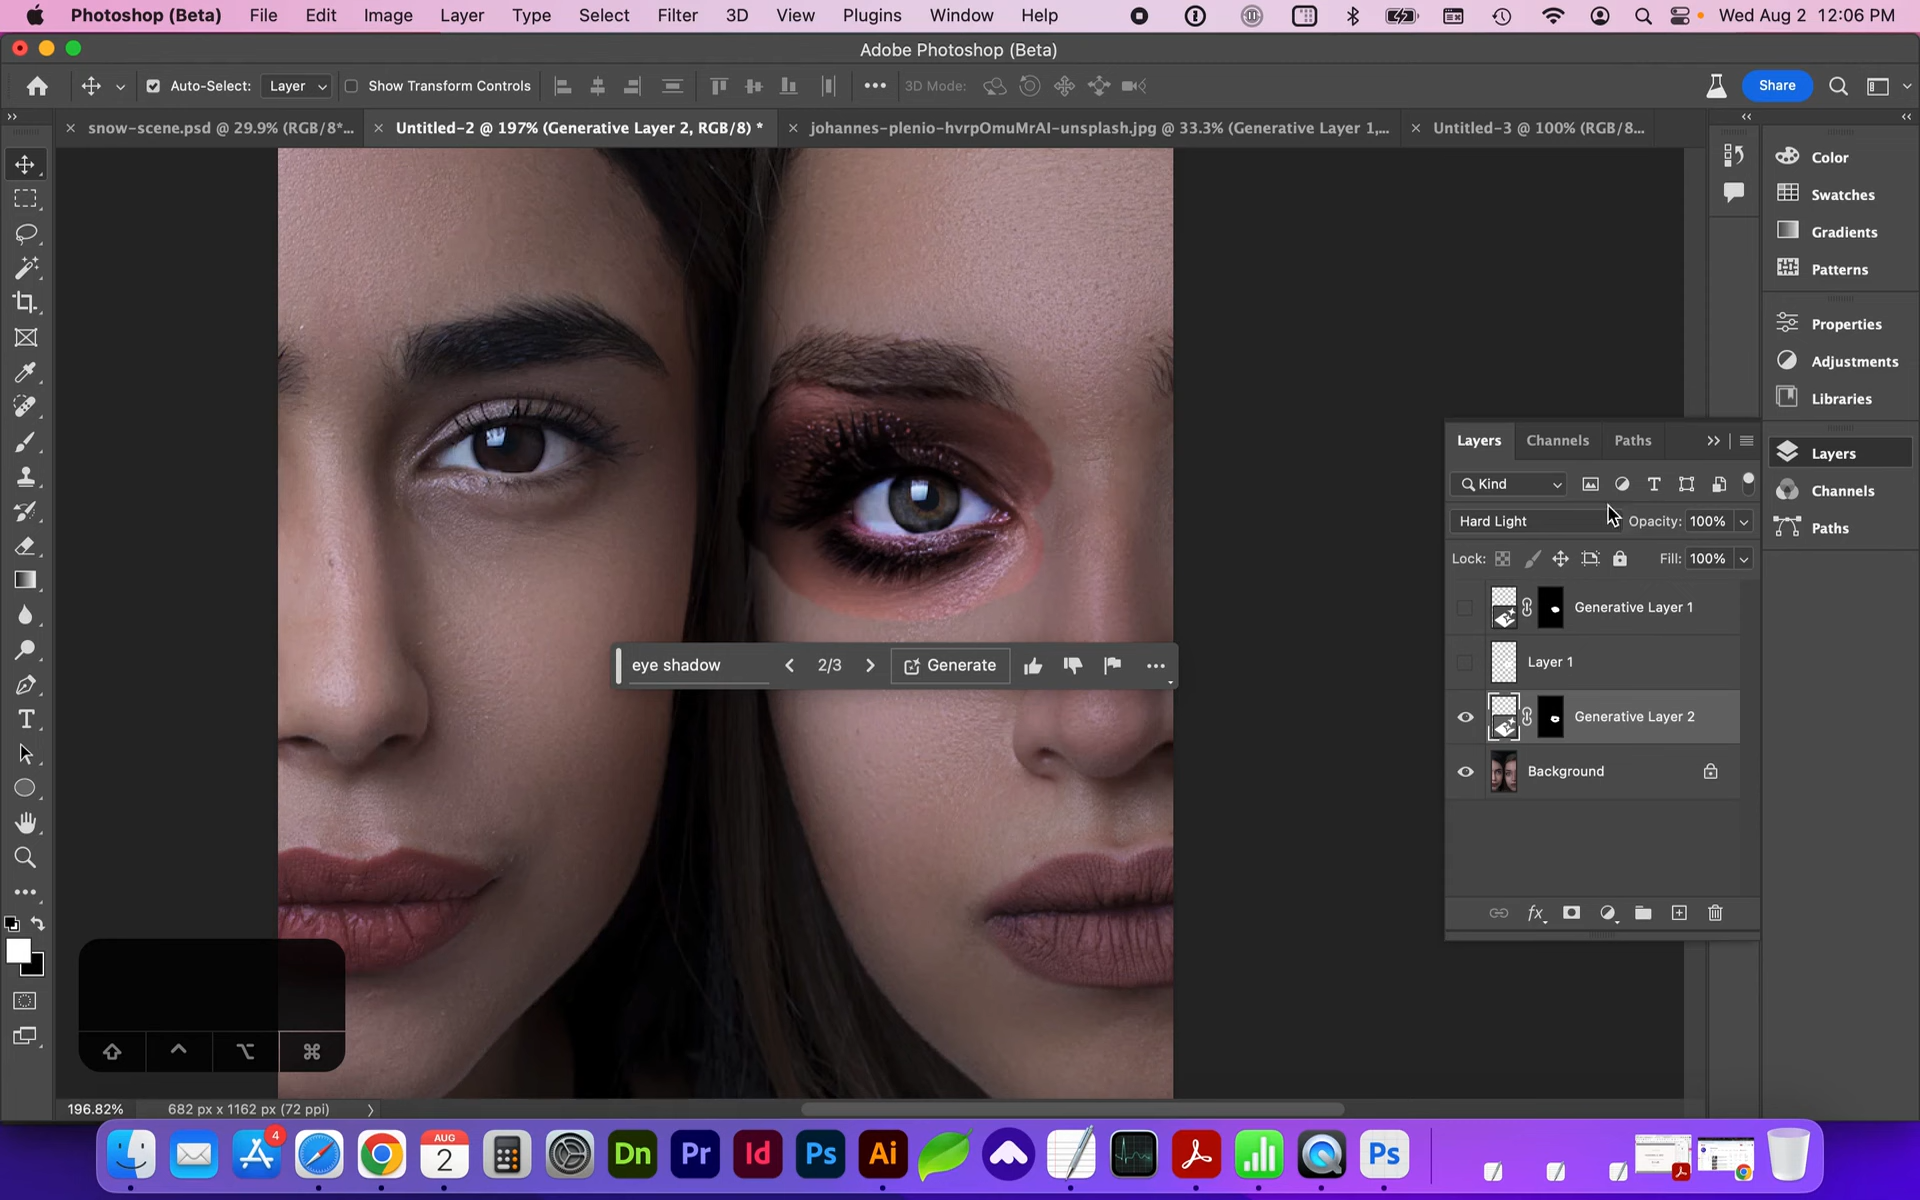 Photoshop (Beta) File Edit Image Layer Type Select Filter 3D View Plugins Window Help Wed Aug 2 12:06 PM
Adobe Photoshop (Beta)
Auto-Select: Layer Show Transform Controls 3D Mode: Share
snow-scene.psd @ 29.9% (RGB/8*... Untitled-2 @ 197% (Generative Layer 2, RGB/8) * johannes-plenio-hvrpOmuMrAI-unsplash.jpg @ 33.3% (Generative Layer 1,... Untitled-3 @ 100% (RGB/8...
Color
Swatches
Gradients
Patterns
Properties
Adjustments
Libraries
Layers
Channels
Paths
Layers Channels Paths
Kind
Hard Light Opacity: 100%
Lock: Fill: 100%
Generative Layer 1
Layer 1
Generative Layer 2
Background
eye shadow 2/3 Generate
196.82% 682 px x 1162 px (72 ppi)
4
AUG
2
Dn Pr Id Ps Ai Ps